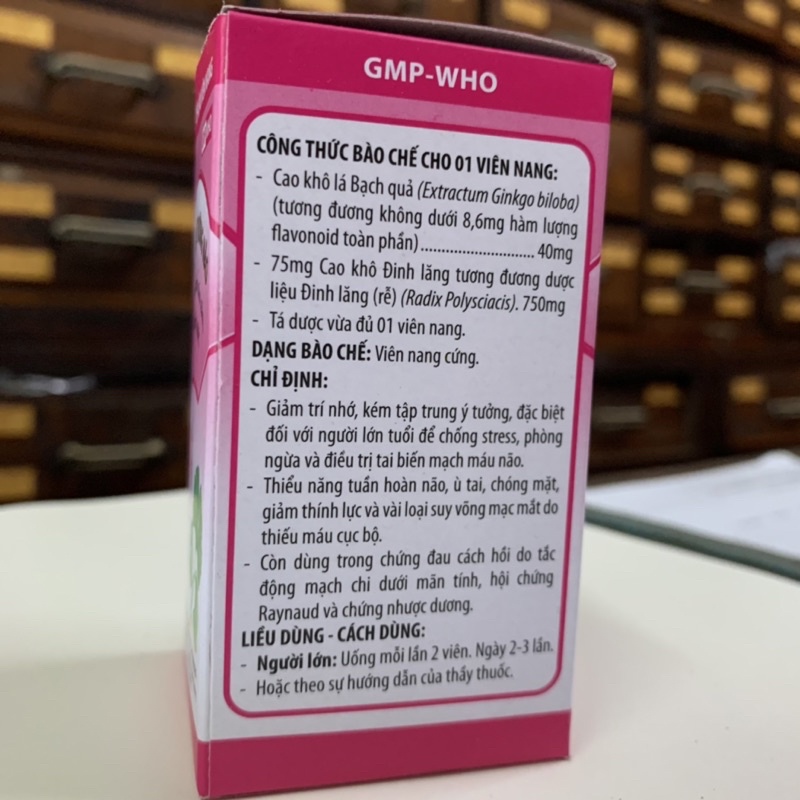 GMP-WHO
CÔNG THỨC BÀO CHẾ CHO 01 VIÊN NANG:
- Cao khô lá Bạch quả (Extractum Ginkgo biloba)
(tương đương không dưới 8,6mg hàm lượng
flavonoid toàn phần) ............................ 40mg
- 75mg Cao khô Đinh lăng tương đương dược
liệu Đinh lăng (rễ) (Radix Polysciacis). 750mg
- Tá dược vừa đủ 01 viên nang.
DẠNG BÀO CHẾ: Viên nang cứng.
CHỈ ĐỊNH:
- Giảm trí nhớ, kém tập trung ý tưởng, đặc biệt
đối với người lớn tuổi để chống stress, phòng
ngừa và điều trị tai biến mạch máu não.
- Thiểu năng tuần hoàn não, ù tai, chóng mặt,
giảm thính lực và vài loại suy võng mạc mắt do
thiếu máu cục bộ.
- Còn dùng trong chứng đau cách hồi do tắc
động mạch chi dưới mãn tính, hội chứng
Raynaud và chứng nhược dương.
LIỀU DÙNG - CÁCH DÙNG:
- Người lớn: Uống mỗi lần 2 viên. Ngày 2-3 lần.
- Hoặc theo sự hướng dẫn của thầy thuốc.